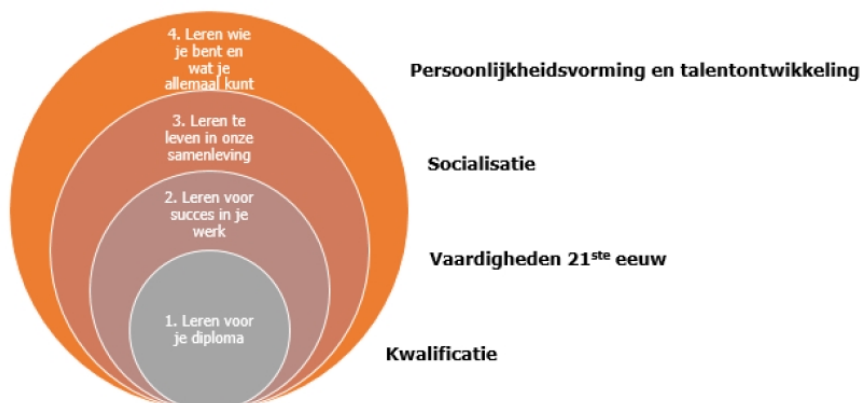 4. Leren wie
je bent en
wat je
allemaal kunt
Persoonlijkheidsvorming en talentontwikkeling
3. Leren te
leven in onze
samenleving
Socialisatie
2. Leren voor
succes in je
werk
Vaardigheden 21ste eeuw
1. Leren voor
je diploma
Kwalificatie